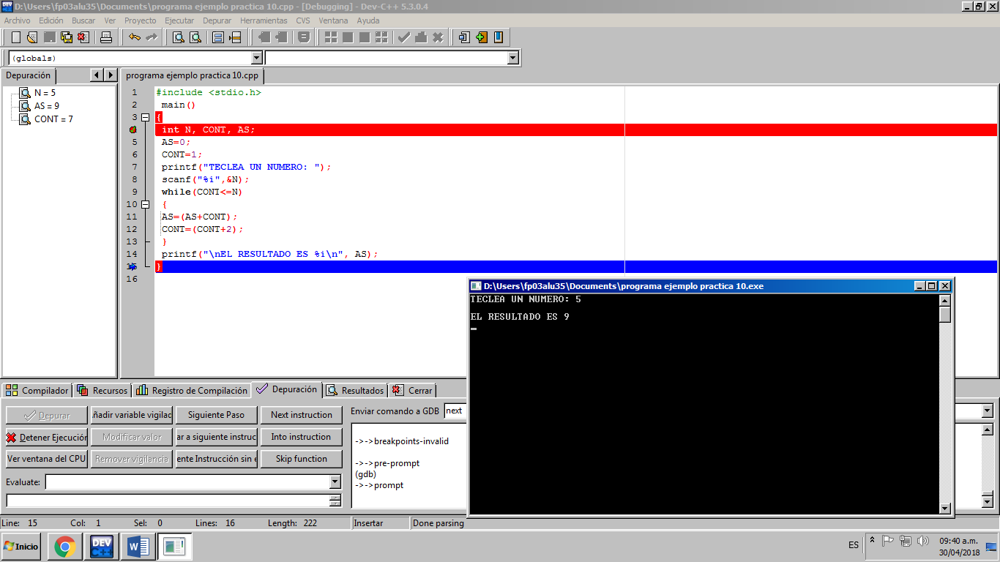 D:\Users\fp03alu35\Documents\programa ejemplo practica 10.cpp - [Debugging] - Dev-C++ 5.3.0.4
Archivo Edición Buscar Ver Proyecto Ejecutar Depurar Herramientas CVS Ventana Ayuda
(globals)
Depuración
programa ejemplo practica 10.cpp
N = 5
AS = 9
CONT = 7
1 #include <stdio.h>
2 main()
3 {
int N, CONT, AS;
5 AS=0;
6 CONT=1;
7 printf("TECLEA UN NUMERO: ");
8 scanf("%i",&N);
9 while(CONT<=N)
10 {
11 AS=(AS+CONT);
12 CONT=(CONT+2);
13 }
14 printf("\nEL RESULTADO ES %i\n", AS);
15 }
16
D:\Users\fp03alu35\Documents\programa ejemplo practica 10.exe
TECLEA UN NUMERO: 5
EL RESULTADO ES 9
Compilador Recursos Registro de Compilación Depuración Resultados Cerrar
Depurar ñadir variable vigilac Siguiente Paso Next instruction
Detener Ejecución Modificar valor ar a siguiente instruc Into instruction
Ver ventana del CPU Remover vigilancia ente Instrucción sin e Skip function
Evaluate:
Enviar comando a GDB next
->->breakpoints-invalid
->->pre-prompt
(gdb)
->->prompt
Line: 15 Col: 1 Sel: 0 Lines: 16 Length: 222 Insertar Done parsing
Inicio
DEV C++
W
ES
09:40 a.m.
30/04/2018